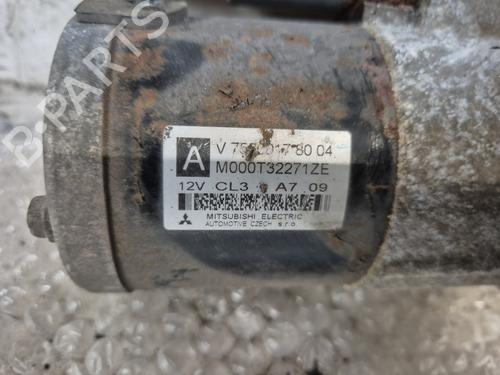 A
V 75 017 80 04
M000T32271ZE
12V CL3 A7 09
MITSUBISHI ELECTRIC
AUTOMOTIVE CZECH s.r.o.
B-PARTS